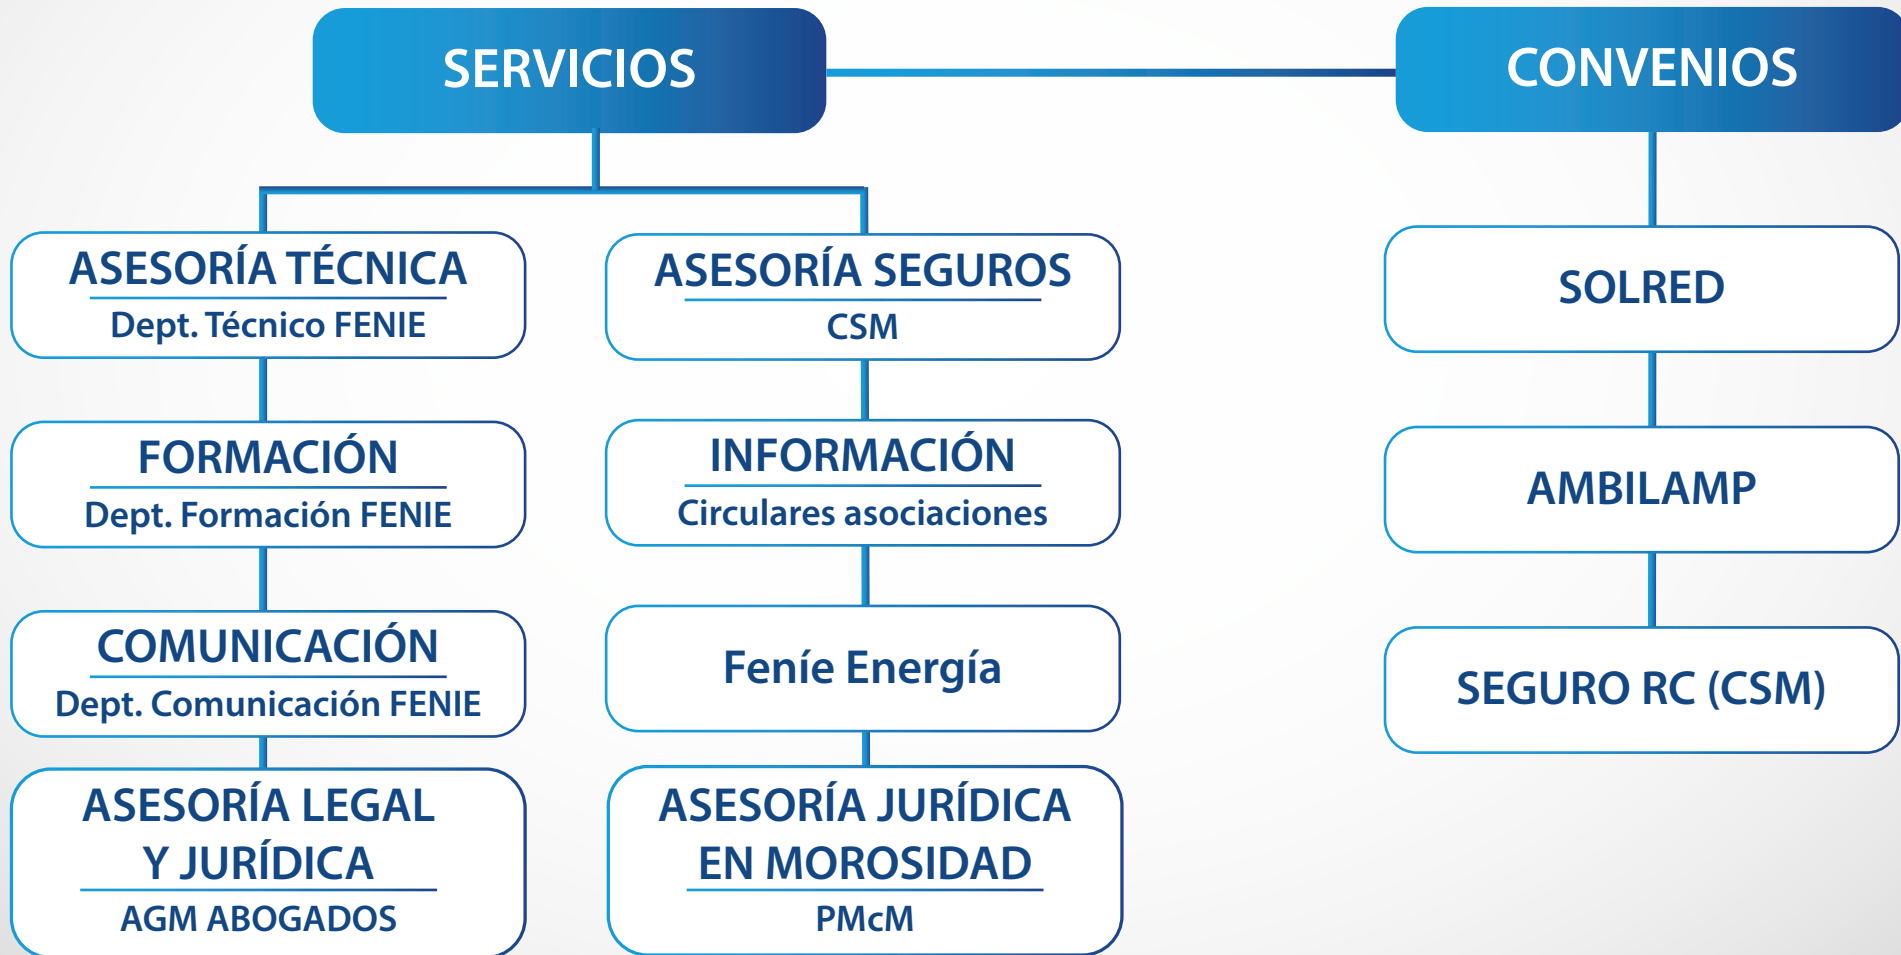 SERVICIOS
CONVENIOS
ASESORÍA TÉCNICA
Dept. Técnico FENIE
FORMACIÓN
Dept. Formación FENIE
COMUNICACIÓN
Dept. Comunicación FENIE
ASESORÍA LEGAL
Y JURÍDICA
AGM ABOGADOS
ASESORÍA SEGUROS
CSM
INFORMACIÓN
Circulares asociaciones
Feníe Energía
ASESORÍA JURÍDICA
EN MOROSIDAD
PMcM
SOLRED
AMBILAMP
SEGURO RC (CSM)